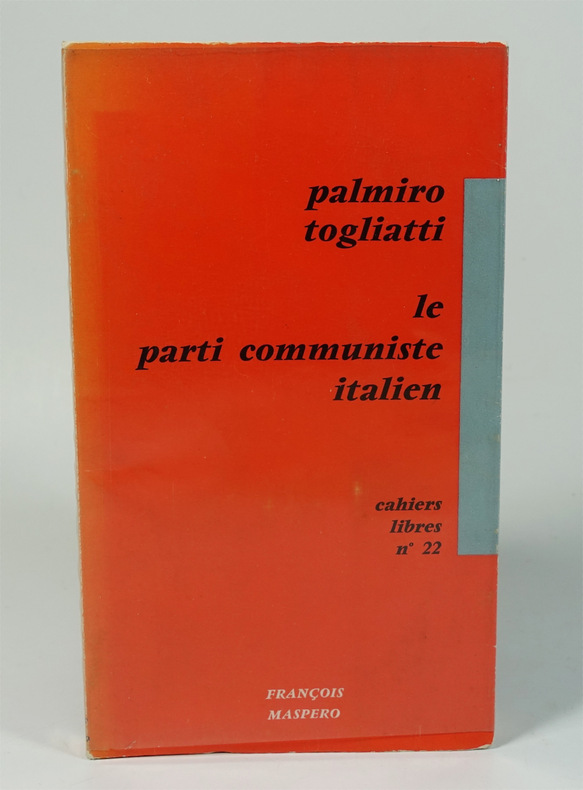 palmiro
togliatti
le
parti communiste
italien
cahiers
libres
n° 22
FRANÇOIS
MASPERO